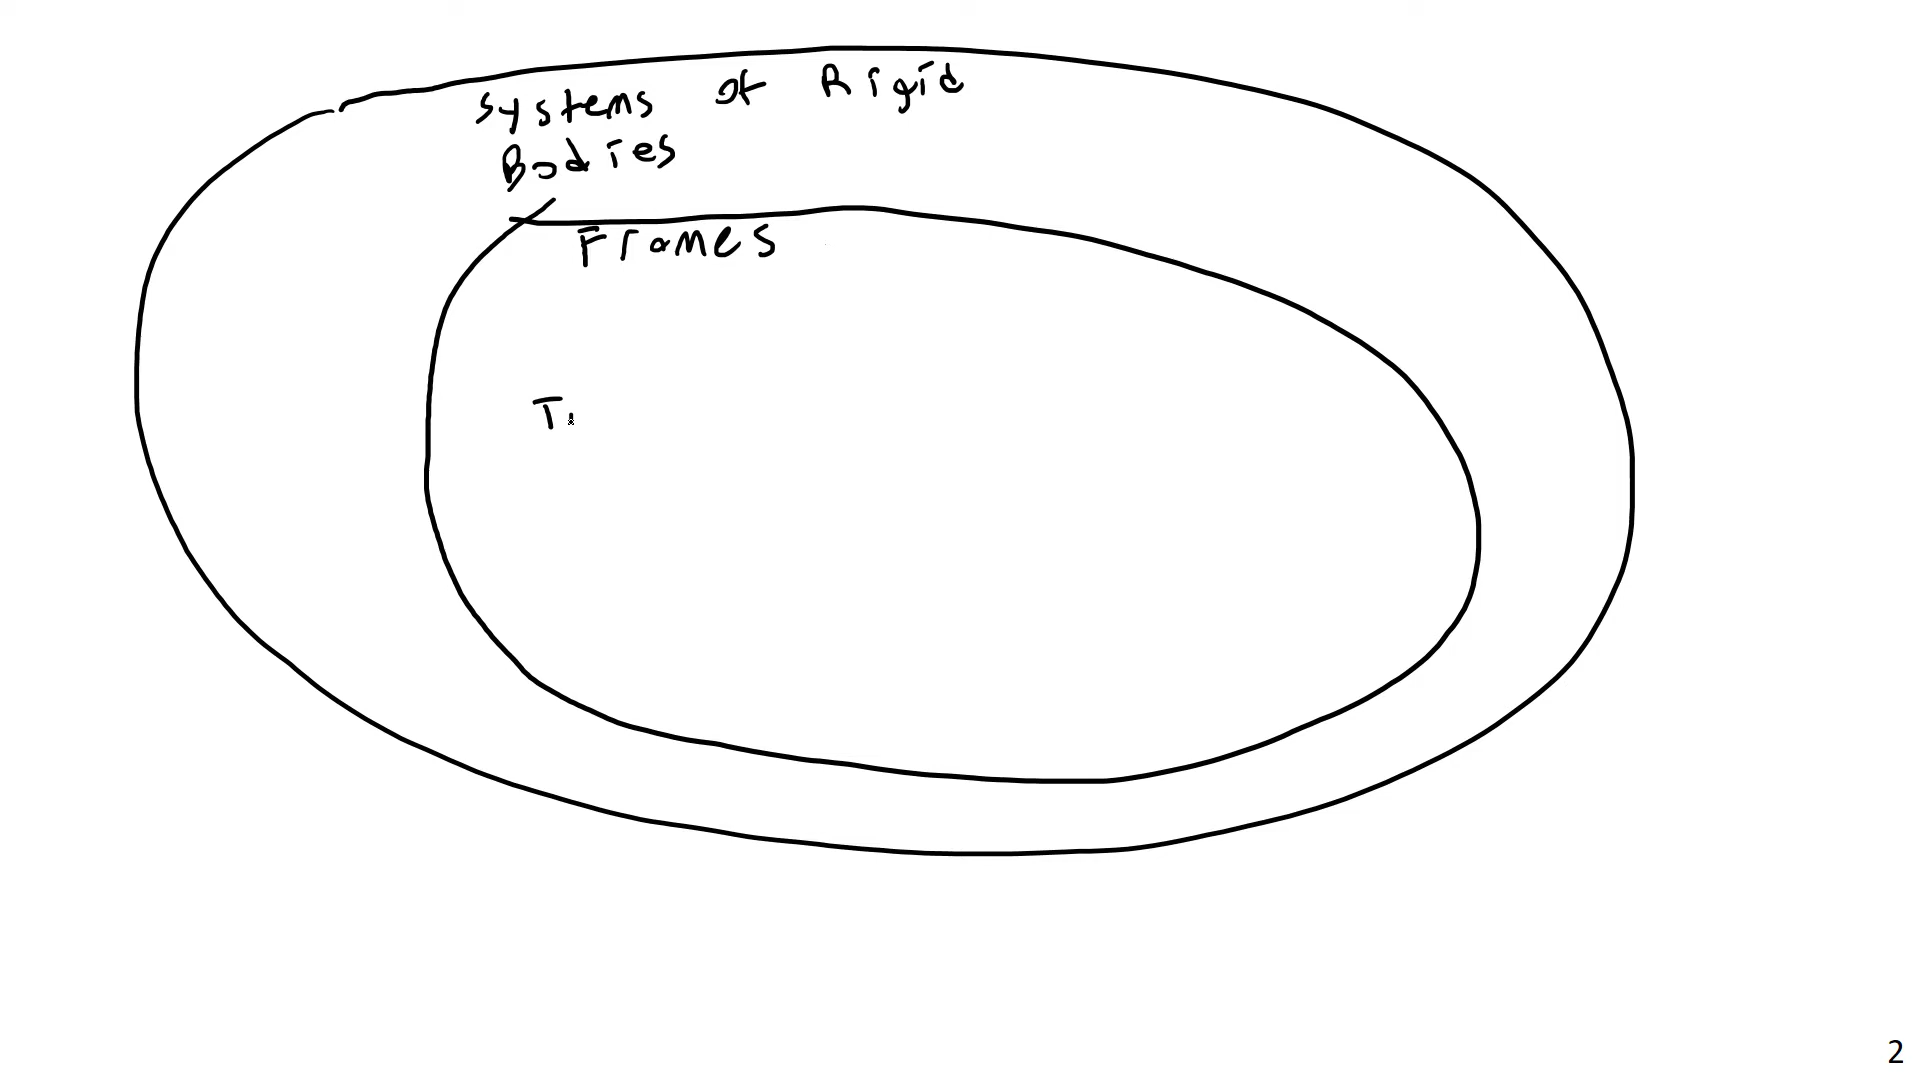 Systems of Rigid
Bodies
Frames
T
2